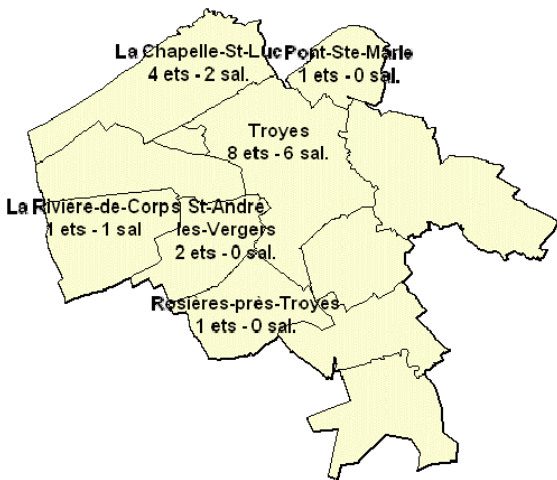 La Chapelle-St-Luc
4 ets - 2 sal.
Pont-Ste-Marie
1 ets - 0 sal.
Troyes
8 ets - 6 sal.
La Rivière-de-Corps
1 ets - 1 sal
St-André
les-Vergers
2 ets - 0 sal.
Rosières-près-Troyes
1 ets - 0 sal.